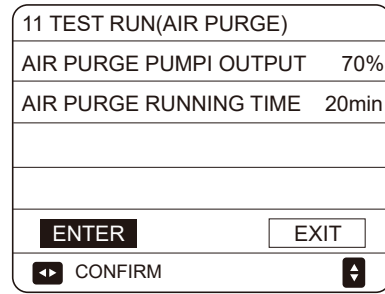 11 TEST RUN(AIR PURGE)
AIR PURGE PUMPI OUTPUT 70%
AIR PURGE RUNNING TIME 20min
ENTER EXIT
CONFIRM